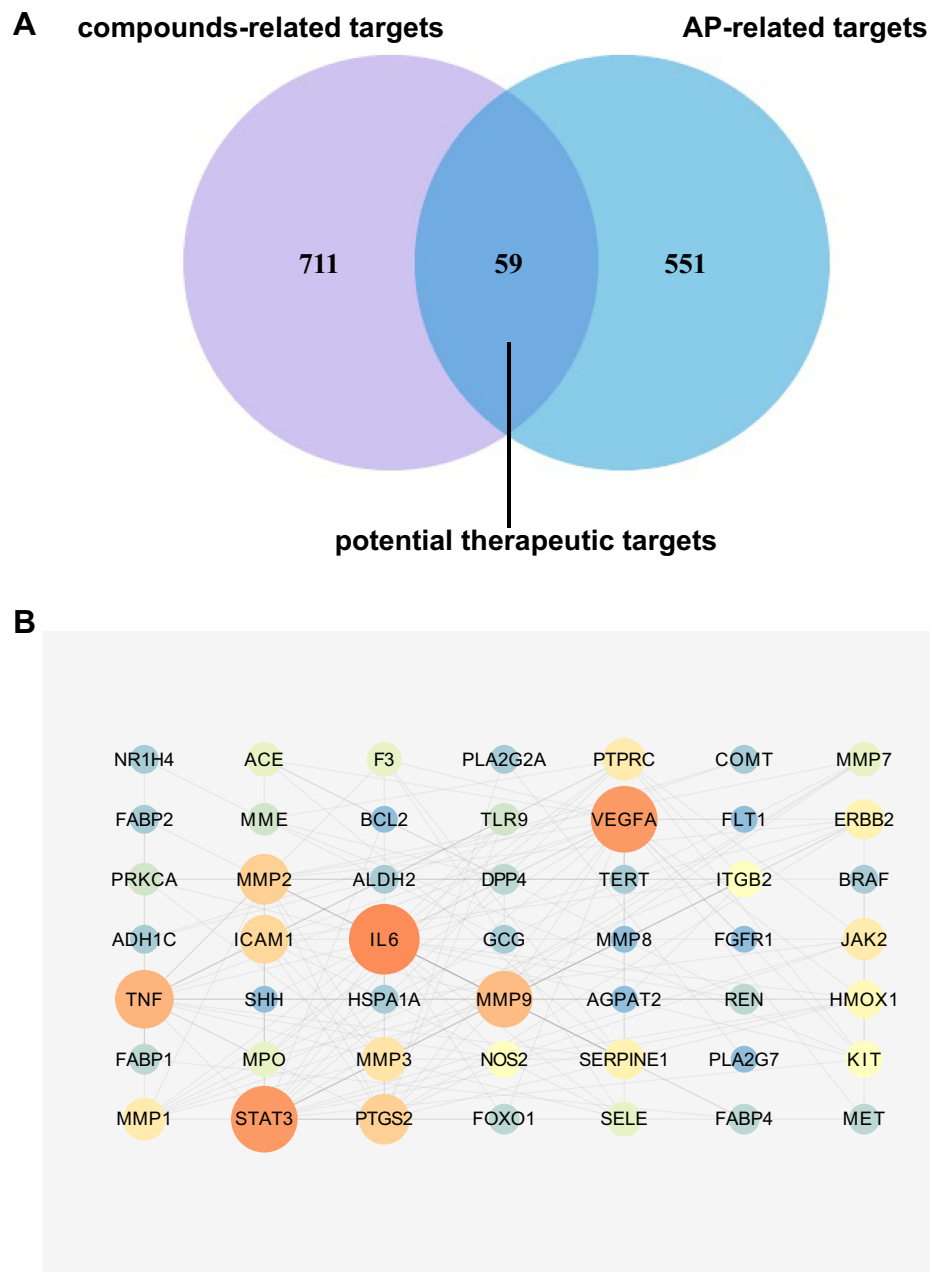 A
compounds-related targets
AP-related targets
711
59
551
potential therapeutic targets
B
NR1H4 ACE F3 PLA2G2A PTPRC COMT MMP7
FABP2 MME BCL2 TLR9 VEGFA FLT1 ERBB2
PRKCA MMP2 ALDH2 DPP4 TERT ITGB2 BRAF
ADH1C ICAM1 IL6 GCG MMP8 FGFR1 JAK2
TNF SHH HSPA1A MMP9 AGPAT2 REN HMOX1
FABP1 MPO MMP3 NOS2 SERPINE1 PLA2G7 KIT
MMP1 STAT3 PTGS2 FOXO1 SELE FABP4 MET